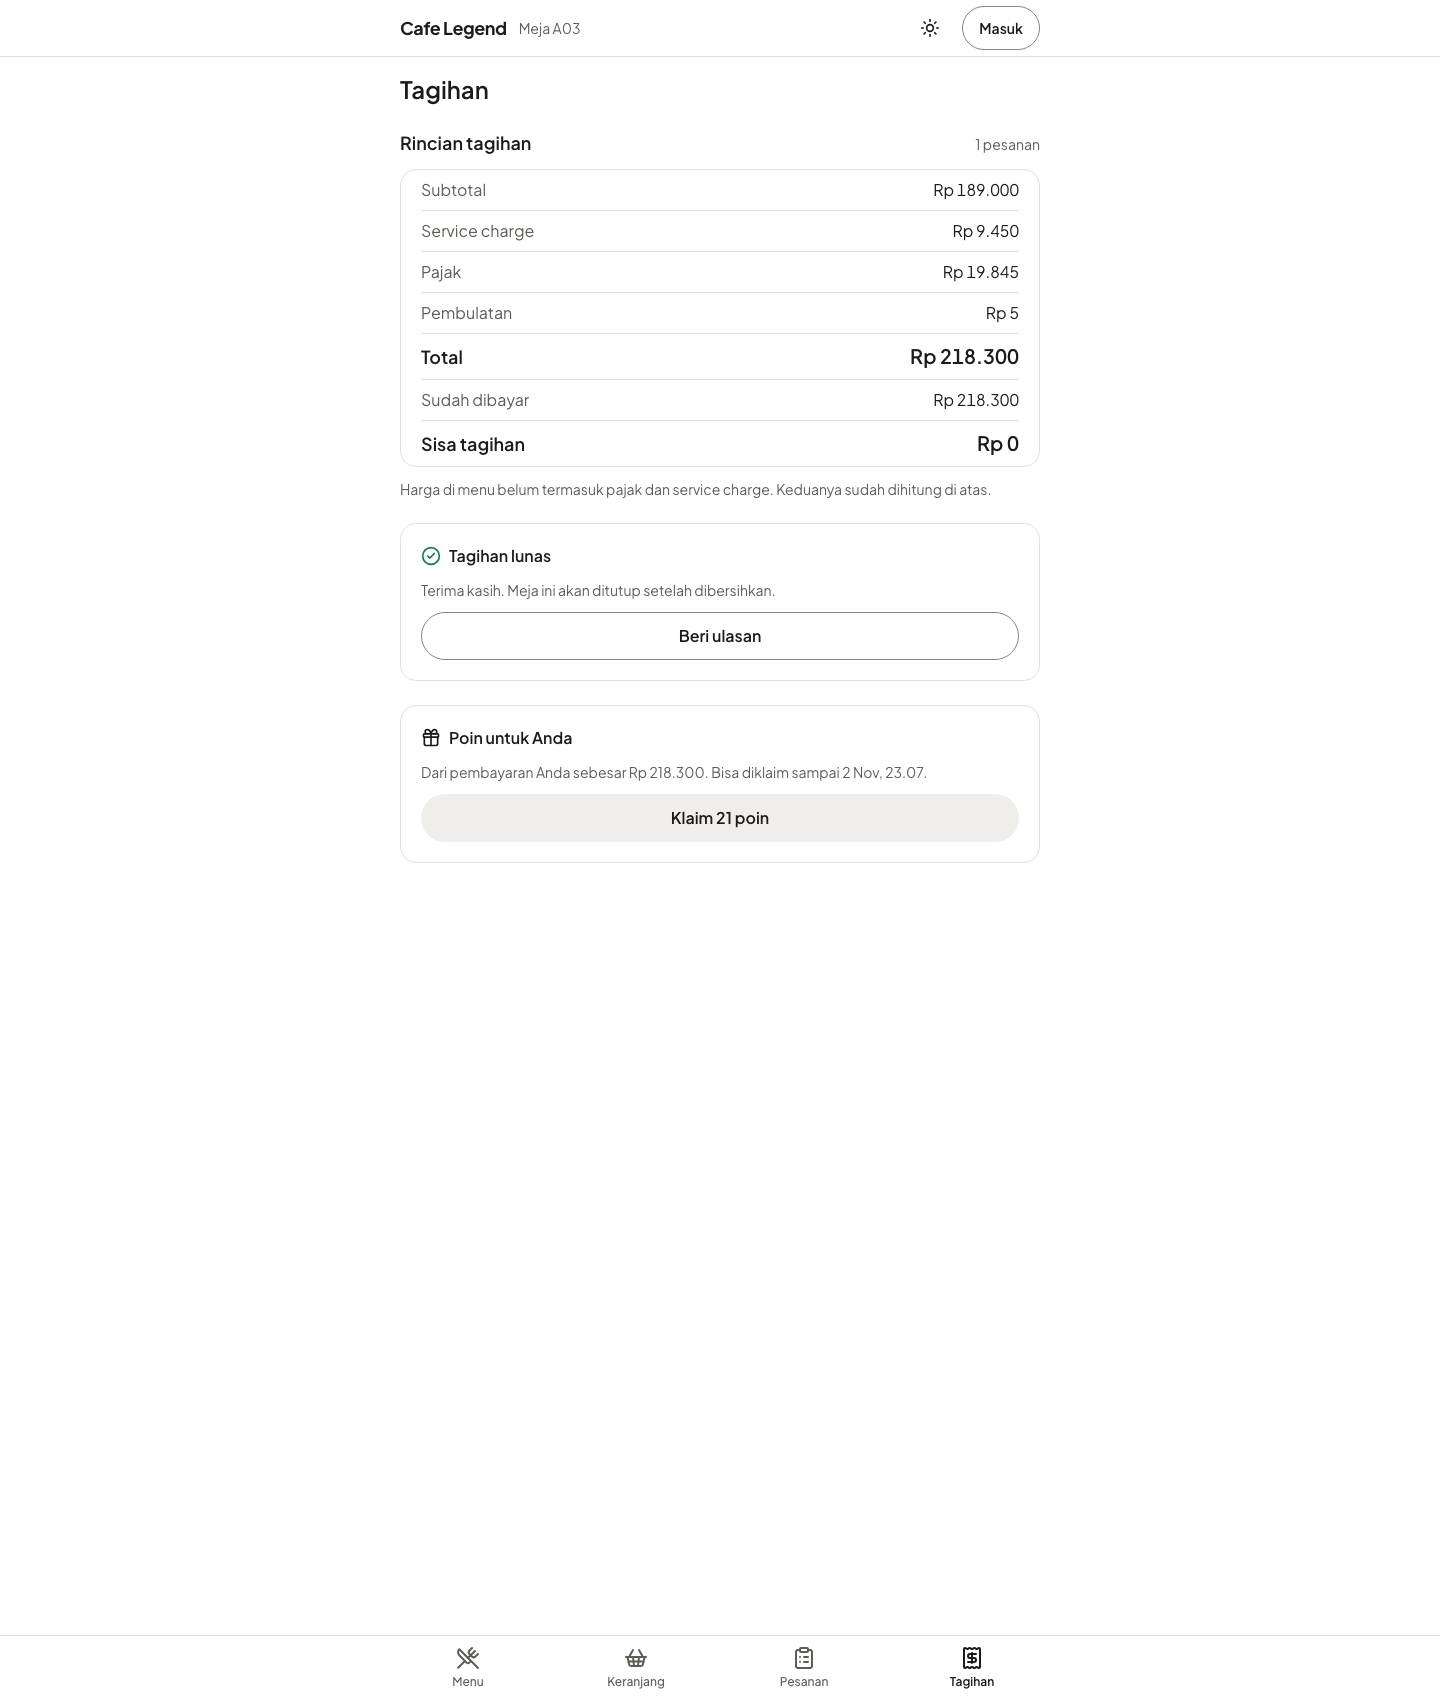 Cafe Legend Meja A03 Masuk
Tagihan
Rincian tagihan 1 pesanan
Subtotal Rp 189.000
Service charge Rp 9.450
Pajak Rp 19.845
Pembulatan Rp 5
Total Rp 218.300
Sudah dibayar Rp 218.300
Sisa tagihan Rp 0
Harga di menu belum termasuk pajak dan service charge. Keduanya sudah dihitung di atas.
Tagihan lunas
Terima kasih. Meja ini akan ditutup setelah dibersihkan.
Beri ulasan
Poin untuk Anda
Dari pembayaran Anda sebesar Rp 218.300. Bisa diklaim sampai 2 Nov, 23.07.
Klaim 21 poin
Menu Keranjang Pesanan Tagihan